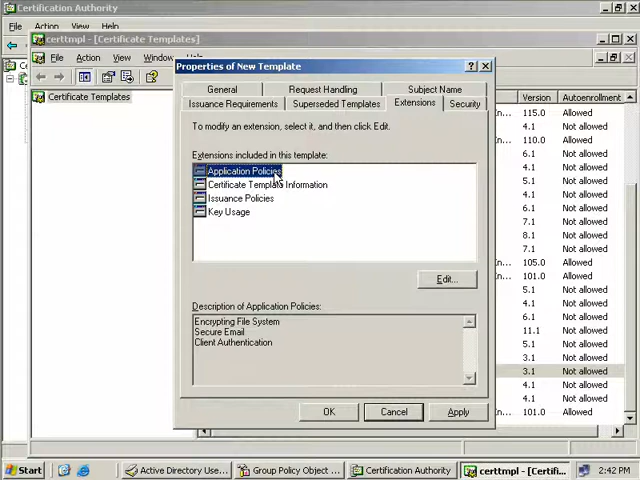 Certification Authority
File Action View
certtmpl - [Certificate Templates]
File Action View Window Help
Certificate Templates
Version Autoenrollment
115.0 Allowed
4.1 Not allowed
110.0 Allowed
6.1 Not allowed
3.1 Not allowed
4.1 Not allowed
6.1 Not allowed
7.1 Not allowed
8.1 Not allowed
7.1 Not allowed
105.0 Allowed
101.0 Allowed
5.1 Not allowed
4.1 Not allowed
6.1 Not allowed
11.1 Not allowed
5.1 Not allowed
4.1 Not allowed
3.1 Not allowed
4.1 Not allowed
4.1 Not allowed
101.0 Allowed
Properties of New Template
General Request Handling Subject Name
Issuance Requirements Superseded Templates Extensions Security
To modify an extension, select it, and then click Edit.
Extensions included in this template:
Application Policies
Certificate Template Information
Issuance Policies
Key Usage
Edit...
Description of Application Policies:
Encrypting File System
Secure Email
Client Authentication
OK Cancel Apply
Start Active Directory Use... Group Policy Object ... Certification Authority certtmpl - [Certifi... 2:42 PM